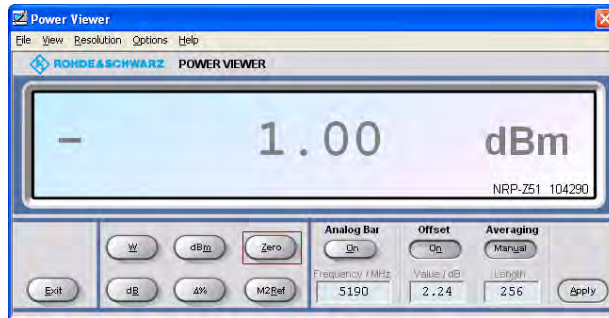 Power Viewer
File View Resolution Options Help
ROHDE&SCHWARZ POWER VIEWER
- 1.00 dBm
NRP-Z51 104290
Analog Bar Offset Averaging
W dBm Zero On On Manual
Frequency / MHz Value / dB Length
Exit dB Δ% M2Ref 5190 2.24 256 Apply